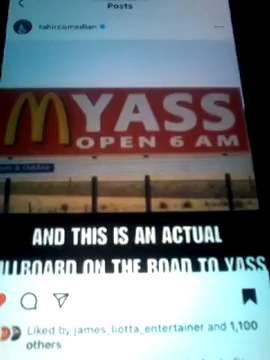 Posts
tahircomedian
YASS
OPEN 6 AM
AND THIS IS AN ACTUAL
BILLBOARD ON THE ROAD TO YASS
Liked by james_liotta_entertainer and 1,100
others